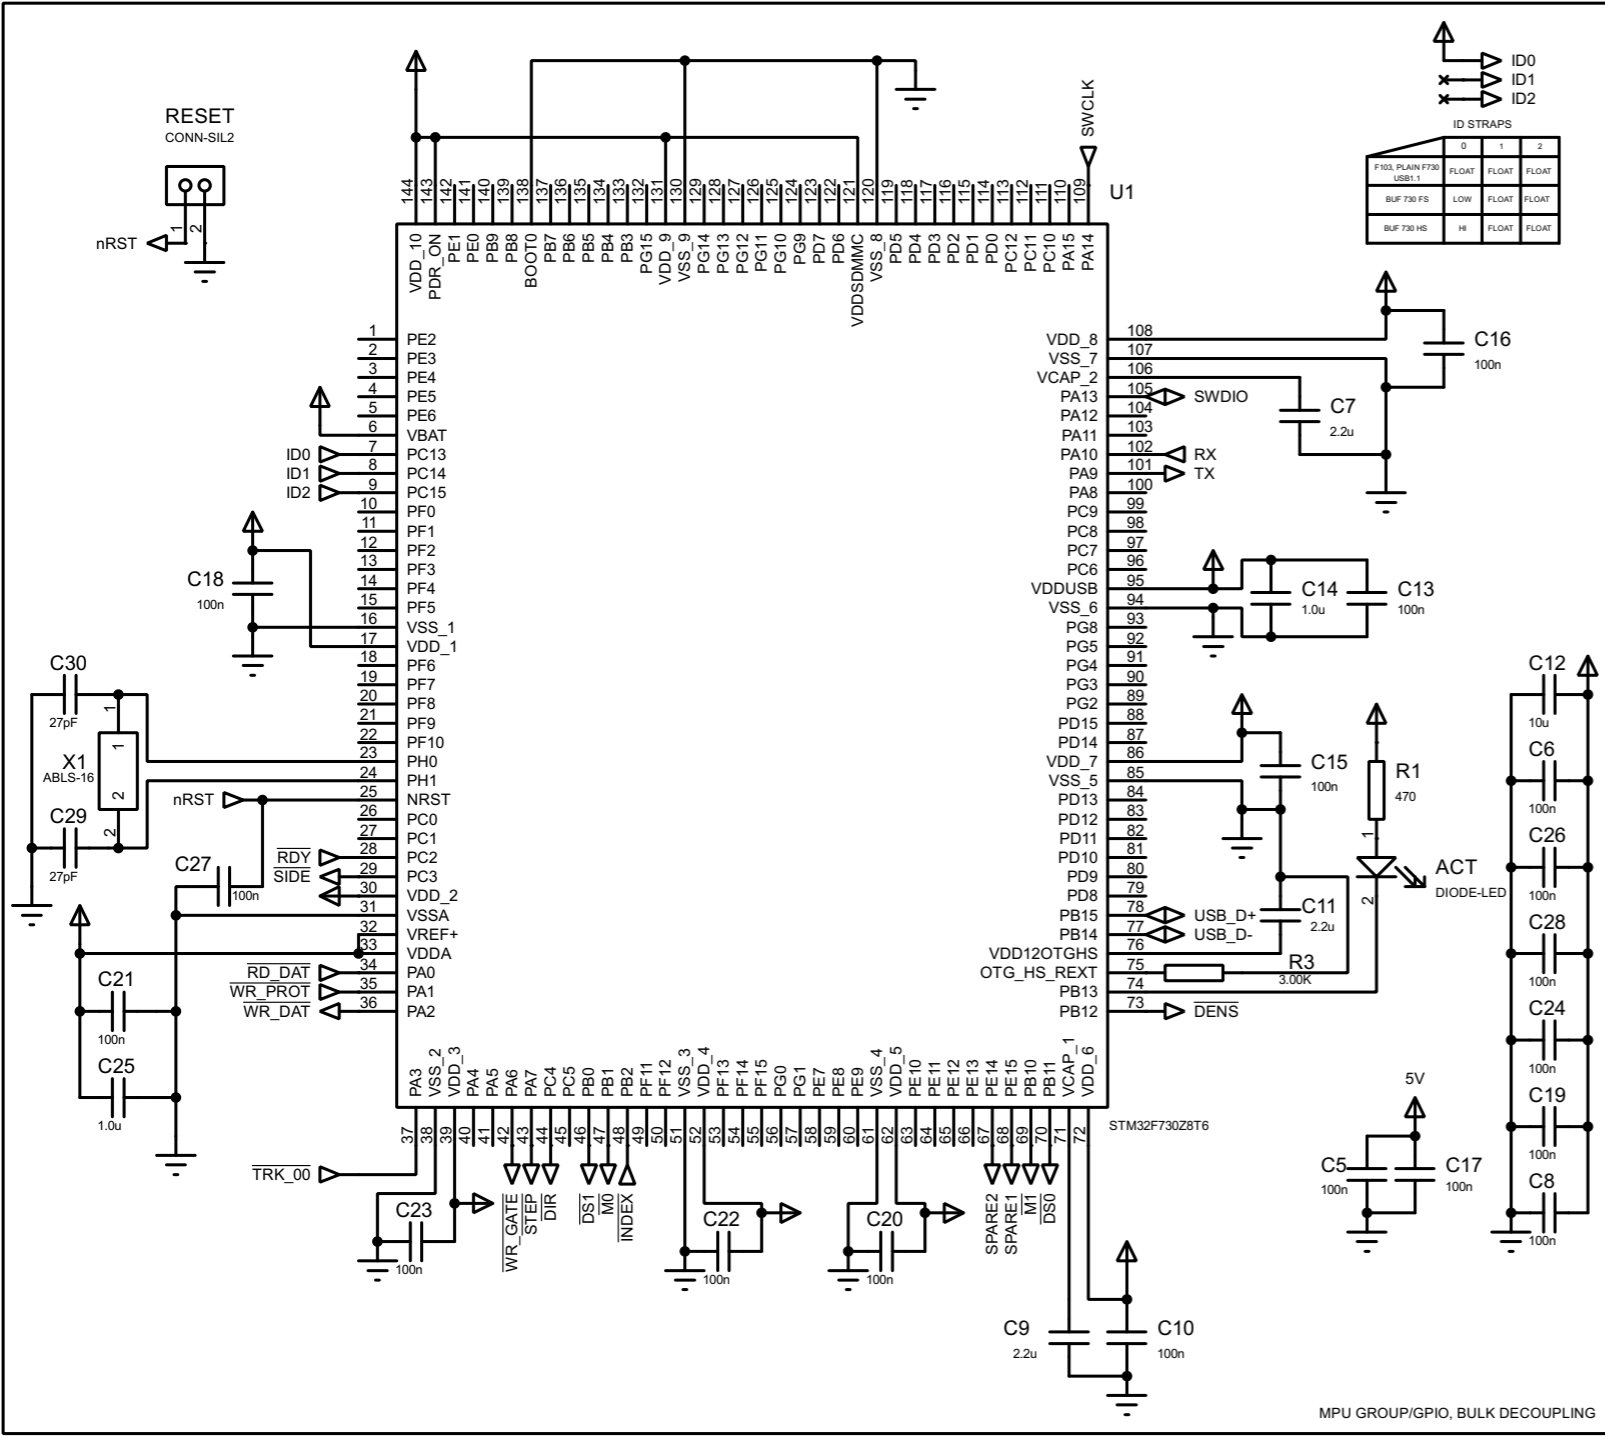 RESET
CONN-SIL2
1
2
nRST
SWCLK
ID0
ID1
ID2
ID STRAPS
0 1 2
F103, PLAIN F730 USB1.1 FLOAT FLOAT FLOAT
BUF 730 FS LOW FLOAT FLOAT
BUF 730 HS HI FLOAT FLOAT
U1
144 143 142 141 140 139 138 137 136 135 134 133 132 131 130 129 128 127 126 125 124 123 122 121 120 119 118 117 116 115 114 113 112 111 110 109
VDD_10 PDR_ON PE1 PE0 PB9 PB8 BOOT0 PB7 PB6 PB5 PB4 PB3 PG15 VDD_9 VSS_9 PG14 PG13 PG12 PG11 PG10 PG9 PD7 PD6 VDDSDMMC VSS_8 PD5 PD4 PD3 PD2 PD1 PD0 PC12 PC11 PC10 PA15 PA14
1 PE2
2 PE3
3 PE4
4 PE5
5 PE6
6 VBAT
ID0 7 PC13
ID1 8 PC14
ID2 9 PC15
10 PF0
11 PF1
12 PF2
13 PF3
14 PF4
15 PF5
16 VSS_1
17 VDD_1
18 PF6
19 PF7
20 PF8
21 PF9
22 PF10
23 PH0
24 PH1
nRST 25 NRST
26 PC0
27 PC1
RDY 28 PC2
SIDE 29 PC3
30 VDD_2
31 VSSA
32 VREF+
33 VDDA
RD_DAT 34 PA0
WR_PROT 35 PA1
WR_DAT 36 PA2
C18
100n
C30
27pF
X1
ABLS-16
1
1
2
2
C29
27pF
C27
100n
C21
100n
C25
1.0u
VDD_8 108
VSS_7 107
VCAP_2 106
PA13 105 SWDIO
PA12 104
PA11 103
PA10 102 RX
PA9 101 TX
PA8 100
PC9 99
PC8 98
PC7 97
PC6 96
VDDUSB 95
VSS_6 94
PG8 93
PG5 92
PG4 91
PG3 90
PG2 89
PD15 88
PD14 87
VDD_7 86
VSS_5 85
PD13 84
PD12 83
PD11 82
PD10 81
PD9 80
PD8 79
PB15 78 USB_D+
PB14 77 USB_D-
VDD12OTGHS 76
OTG_HS_REXT 75
PB13 74
PB12 73 DENS
C16
100n
C7
2.2u
C14
1.0u
C13
100n
C15
100n
R1
470
1
2
ACT
DIODE-LED
C11
2.2u
R3
3.00K
C12
10u
C6
100n
C26
100n
C28
100n
C24
100n
C19
100n
C8
100n
5V
C5
100n
C17
100n
PA3 VSS_2 VDD_3 PA4 PA5 PA6 PA7 PC4 PC5 PB0 PB1 PB2 PF11 PF12 VSS_3 VDD_4 PF13 PF14 PF15 PG0 PG1 PE7 PE8 PE9 VSS_4 VDD_5 PE10 PE11 PE12 PE13 PE14 PE15 PB10 PB11 VCAP_1 VDD_6
37 38 39 40 41 42 43 44 45 46 47 48 49 50 51 52 53 54 55 56 57 58 59 60 61 62 63 64 65 66 67 68 69 70 71 72
STM32F730Z8T6
TRK_00
WR_GATE
STEP
DIR
DS1
M0
INDEX
SPARE2
SPARE1
M1
DS0
C23
100n
C22
100n
C20
100n
C9
2.2u
C10
100n
MPU GROUP/GPIO, BULK DECOUPLING